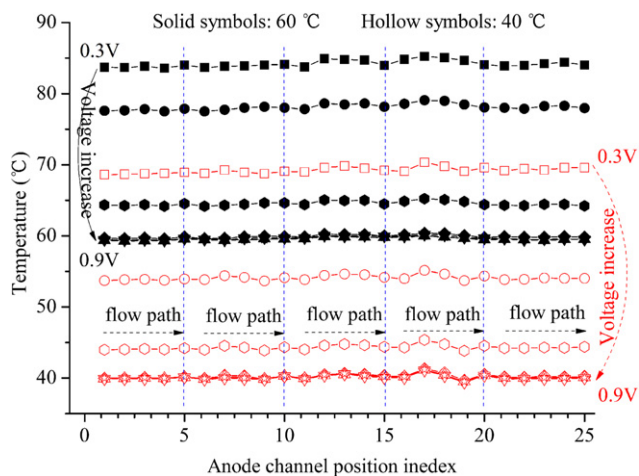 Solid symbols: 60 ℃
Hollow symbols: 40 ℃
90
80
70
60
50
40
Temperature (℃)
0.3V
Voltage increase
0.9V
0.3V
Voltage increase
0.9V
flow path
flow path
flow path
flow path
flow path
0
5
10
15
20
25
Anode channel position inedex